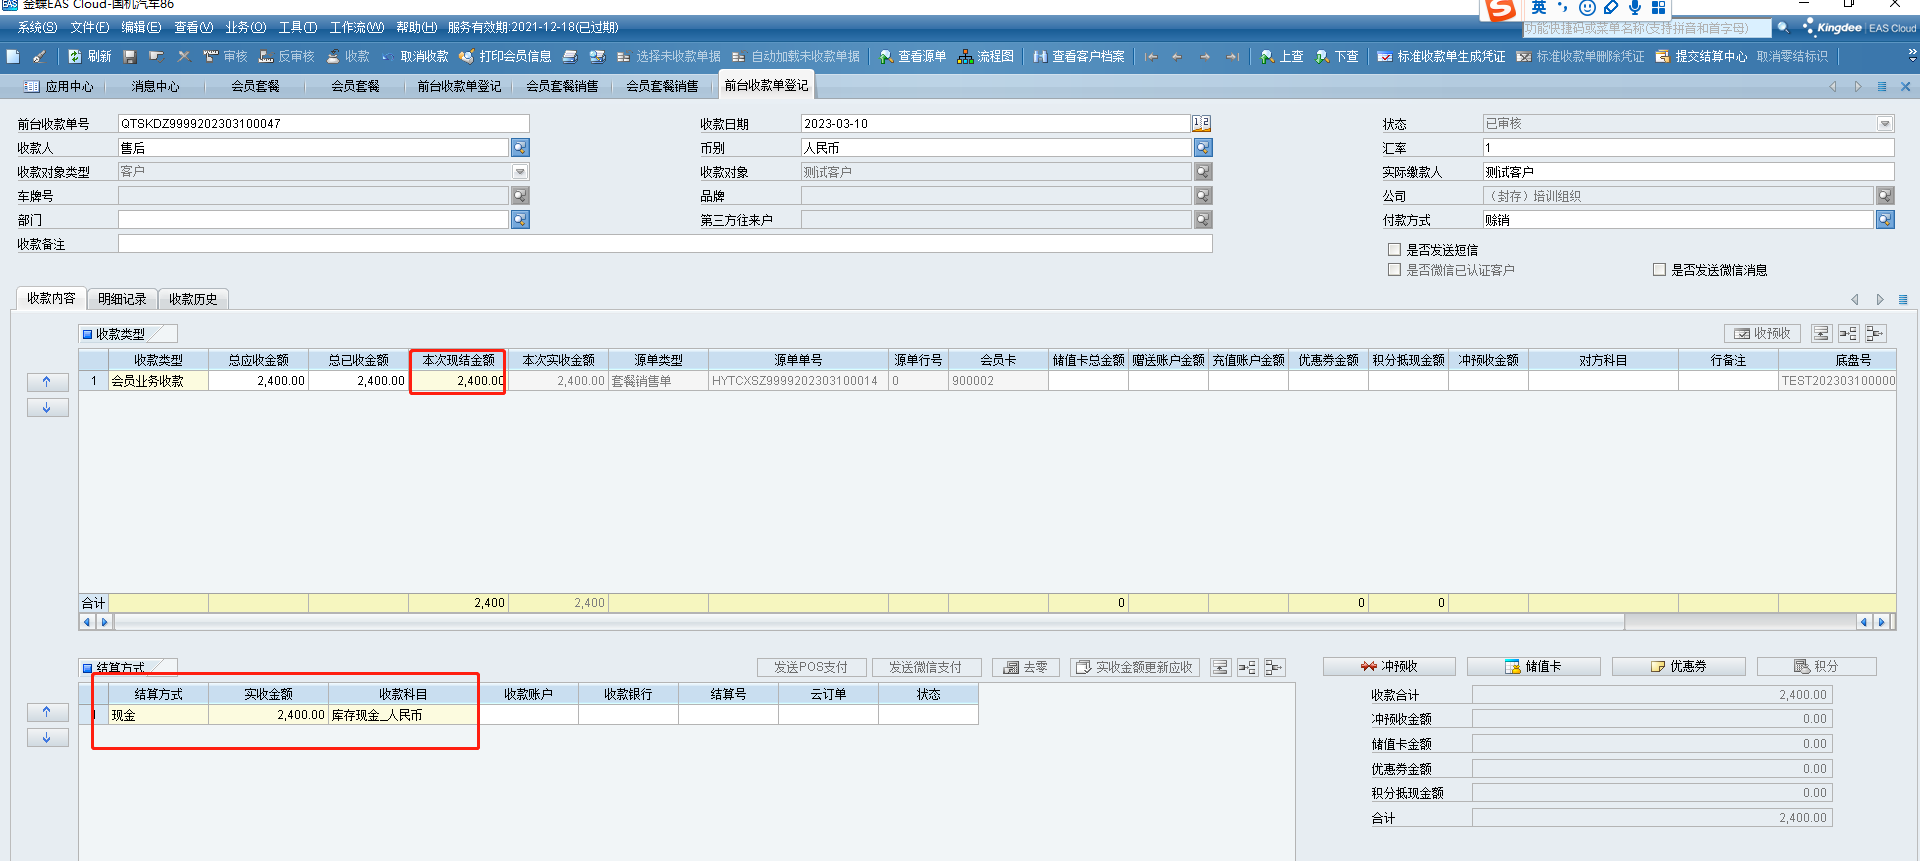 金蝶EAS Cloud-国机汽车86
英
系统(S) 文件(F) 编辑(E) 查看(V) 业务(O) 工具(T) 工作流(W) 帮助(H) 服务有效期:2021-12-18(已过期)
功能快捷码或菜单名称(支持拼音和首字母)
Kingdee EAS Cloud
刷新 审核 反审核 收款 取消收款 打印会员信息 选择未收款单据 自动加载未收款单据 查看源单 流程图 查看客户档案 上查 下查 标准收款单生成凭证 标准收款单删除凭证 提交结算中心 取消零结标识
应用中心 消息中心 会员套餐 会员套餐 前台收款单登记 会员套餐销售 会员套餐销售 前台收款单登记
前台收款单号 QTSKDZ9999202303100047 收款日期 2023-03-10 状态 已审核
收款人 售后 币别 人民币 汇率 1
收款对象类型 客户 收款对象 测试客户 实际缴款人 测试客户
车牌号 品牌 公司 （封存）培训组织
部门 第三方往来户 付款方式 赊销
收款备注
是否发送短信
是否微信已认证客户 是否发送微信消息
收款内容 明细记录 收款历史
收款类型 收预收
收款类型 总应收金额 总已收金额 本次现结金额 本次实收金额 源单类型 源单单号 源单行号 会员卡 储值卡总金额 赠送账户金额 充值账户金额 优惠券金额 积分抵现金额 冲预收金额 对方科目 行备注 底盘号
1 会员业务收款 2,400.00 2,400.00 2,400.00 2,400.00 套餐销售单 HYTCXSZ9999202303100014 0 900002 TEST202303100000
合计 2,400 2,400 0 0 0
结算方式 发送POS支付 发送微信支付 去零 实收金额更新应收 冲预收 储值卡 优惠券 积分
结算方式 实收金额 收款科目 收款账户 收款银行 结算号 云订单 状态
1 现金 2,400.00 库存现金_人民币
收款合计 2,400.00
冲预收金额 0.00
储值卡金额 0.00
优惠券金额 0.00
积分抵现金额 0.00
合计 2,400.00